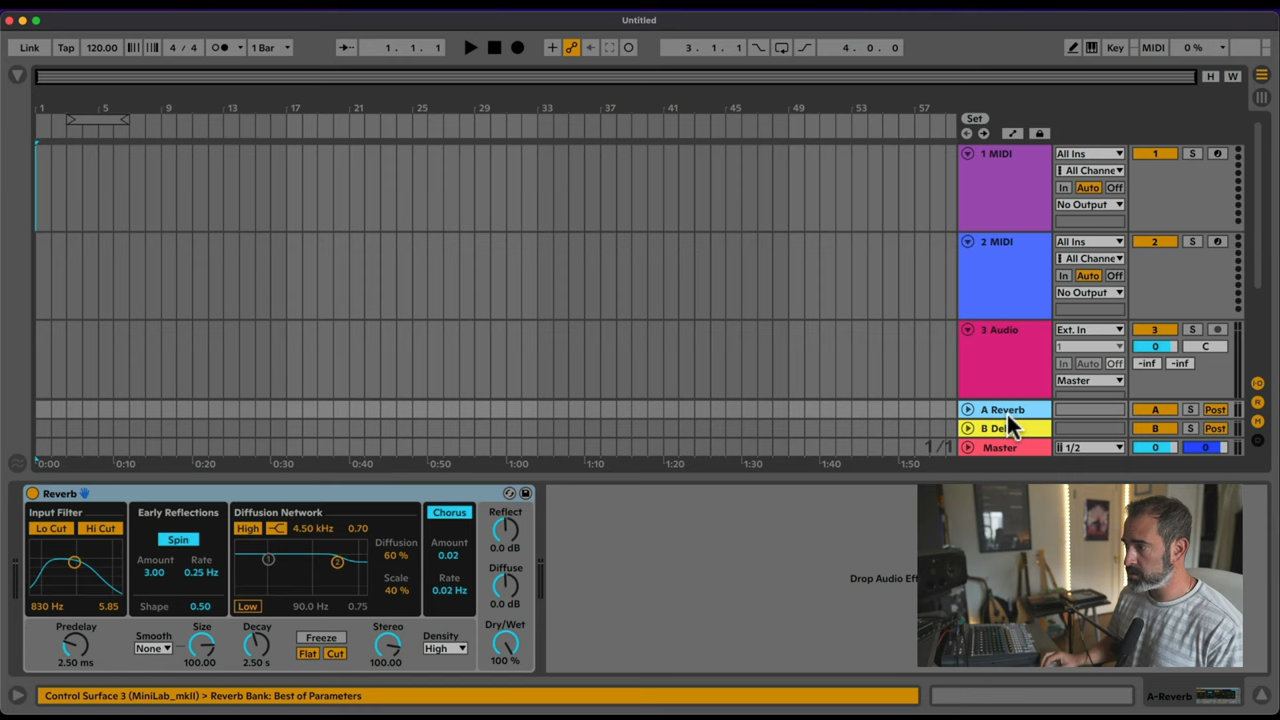 Untitled
Link Tap 120.00 4 / 4 1 Bar 1. 1. 1 3. 1. 1 4. 0. 0 Key MIDI 0 %
H W
1 5 9 13 17 21 25 29 33 37 41 45 49 53 57
Set
1 MIDI All Ins 1 S
All Channe
In Auto Off
No Output
2 MIDI All Ins 2 S
All Channe
In Auto Off
No Output
3 Audio Ext. In 3 S
1 0 C
In Auto Off -inf -inf
Master
A Reverb A S Post
B Del B S Post
1/1 Master 1/2 0 0
0:00 0:10 0:20 0:30 0:40 0:50 1:00 1:10 1:20 1:30 1:40 1:50
I·O
R
M
D
Reverb
Input Filter Early Reflections Diffusion Network Chorus Reflect
Lo Cut Hi Cut Spin High 4.50 kHz 0.70 Amount 0.0 dB
1 2 Diffusion 0.02
Amount Rate 60 % Rate Diffuse
3.00 0.25 Hz Scale 0.02 Hz 0.0 dB
830 Hz 5.85 Shape 0.50 Low 90.0 Hz 0.75 40 %
Predelay Smooth Size Decay Freeze Stereo Density Dry/Wet
2.50 ms None 100.00 2.50 s Flat Cut 100.00 High 100 %
Drop Audio Eff
Control Surface 3 (MiniLab_mkII) > Reverb Bank: Best of Parameters
A-Reverb